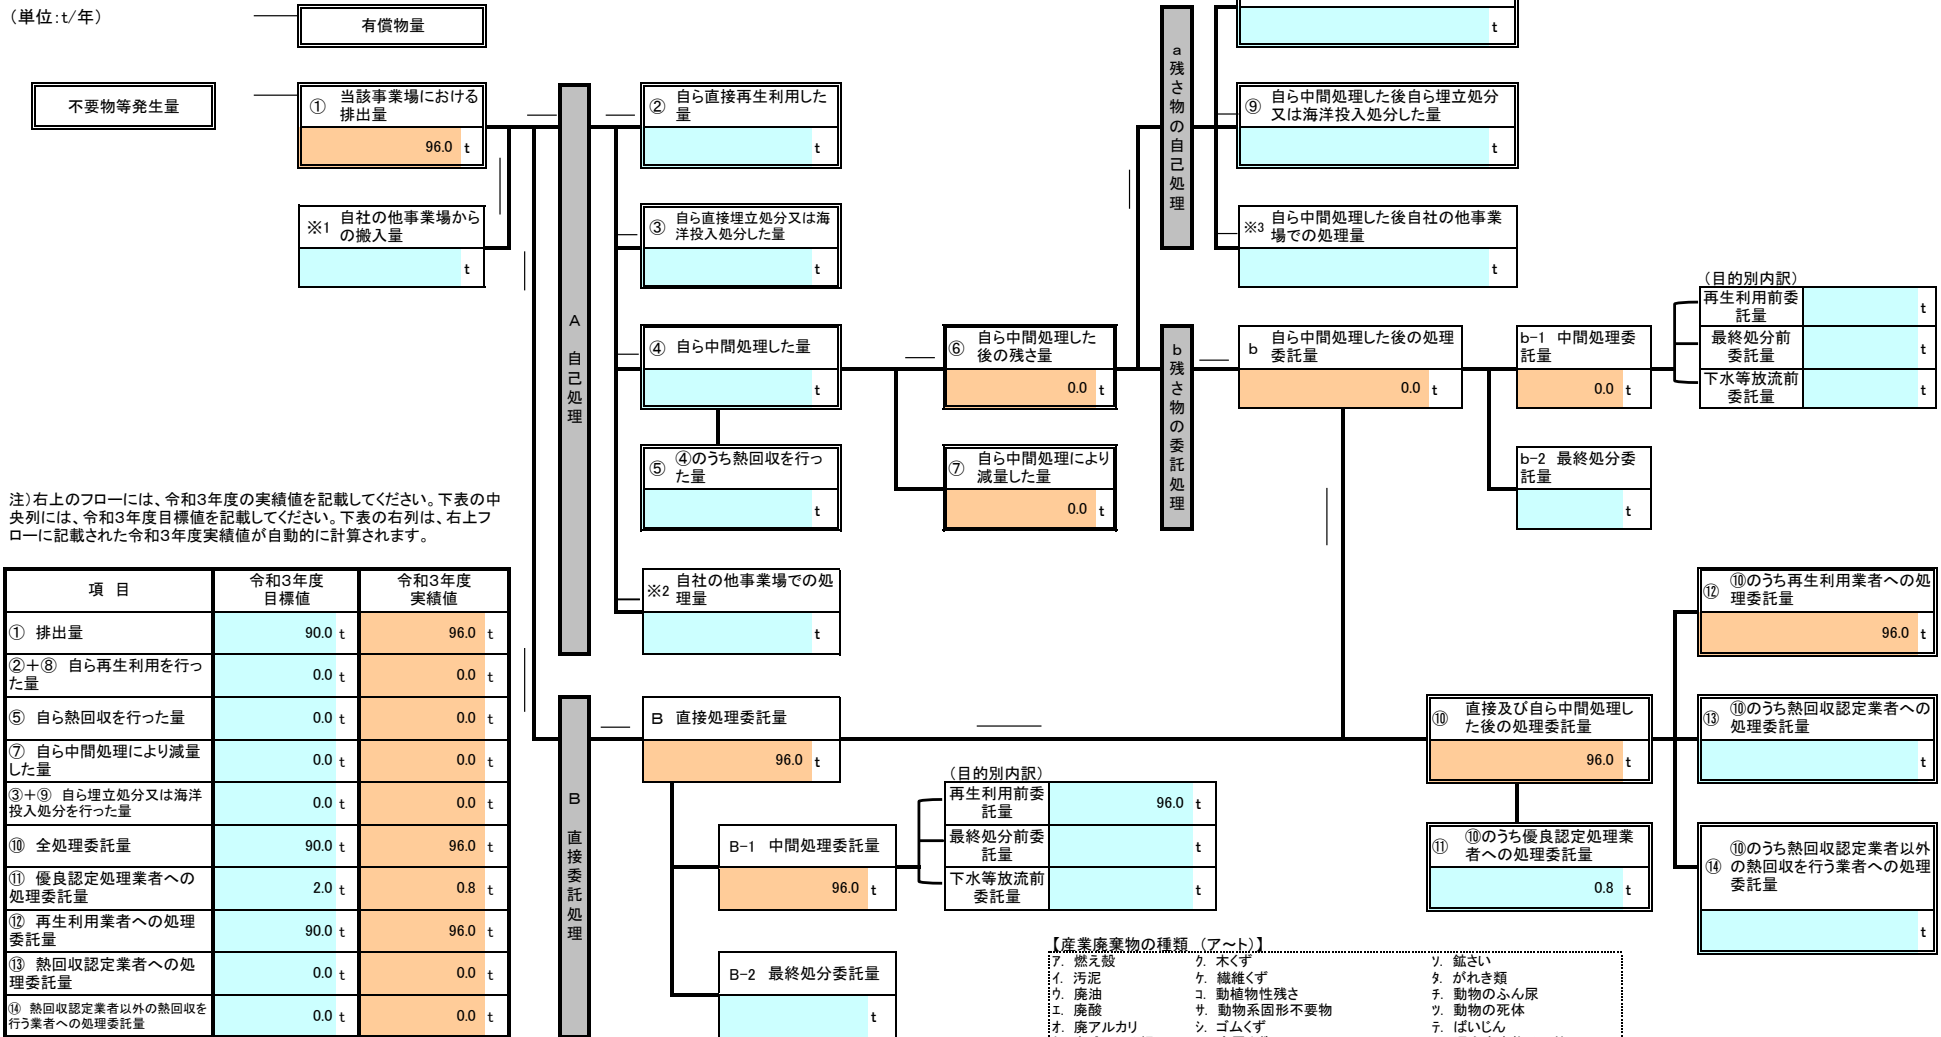 （単位：t/年）
有償物量
t
不要物等発生量
①　当該事業場における
排出量
96.0 t
※1　自社の他事業場から
の搬入量
t
A 自己処理
②　自ら直接再生利用した
量
t
③　自ら直接埋立処分又は海
洋投入処分した量
t
④　自ら中間処理した量
t
⑤　④のうち熱回収を行っ
た量
t
※2　自社の他事業場での処
理量
t
⑥　自ら中間処理した
後の残さ量
0.0 t
⑦　自ら中間処理により
減量した量
0.0 t
a 残さ物の自己処理
⑨　自ら中間処理した後自ら埋立処分
又は海洋投入処分した量
t
※3　自ら中間処理した後自社の他事業
場での処理量
t
b 残さ物の委託処理
b　自ら中間処理した後の処理
委託量
0.0 t
b-1 中間処理委
託量
0.0 t
b-2 最終処分委
託量
t
（目的別内訳）
再生利用前委
託量
t
最終処分前
委託量
t
下水等放流前
委託量
t
注）右上のフローには、令和3年度の実績値を記載してください。下表の中
央列には、令和3年度目標値を記載してください。下表の右列は、右上フ
ローに記載された令和3年度実績値が自動的に計算されます。
項 目　令和3年度
目標値　令和3年度
実績値
① 排出量　90.0 t　96.0 t
②＋⑧ 自ら再生利用を行っ
た量　0.0 t　0.0 t
⑤ 自ら熱回収を行った量　0.0 t　0.0 t
⑦ 自ら中間処理により減量
した量　0.0 t　0.0 t
③＋⑨ 自ら埋立処分又は海洋
投入処分を行った量　0.0 t　0.0 t
⑩ 全処理委託量　90.0 t　96.0 t
⑪ 優良認定処理業者への
処理委託量　2.0 t　0.8 t
⑫ 再生利用業者への処理
委託量　90.0 t　96.0 t
⑬ 熱回収認定業者への処
理委託量　0.0 t　0.0 t
⑭ 熱回収認定業者以外の熱回収を
行う業者への処理委託量　0.0 t　0.0 t
B 直接委託処理
B 直接処理委託量
96.0 t
B-1 中間処理委託量
96.0 t
B-2 最終処分委託量
t
（目的別内訳）
再生利用前委
託量
96.0 t
最終処分前委
託量
t
下水等放流前
委託量
t
⑩　直接及び自ら中間処理し
た後の処理委託量
96.0 t
⑪　⑩のうち優良認定処理業
者への処理委託量
0.8 t
⑫　⑩のうち再生利用業者への処
理委託量
96.0 t
⑬　⑩のうち熱回収認定業者への
処理委託量
t
⑭　⑩のうち熱回収認定業者以外
の熱回収を行う業者への処理
委託量
t
【産業廃棄物の種類 （ア～ト）】
ｱ. 燃え殻　ｸ. 木くず　ｿ. 鉱さい
ｲ. 汚泥　ｹ. 繊維くず　ﾀ. がれき類
ｳ. 廃油　ｺ. 動植物性残さ　ﾁ. 動物のふん尿
ｴ. 廃酸　ｻ. 動物系固形不要物　ﾂ. 動物の死体
ｵ. 廃アルカリ　ｼ. ゴムくず　ﾃ. ばいじん